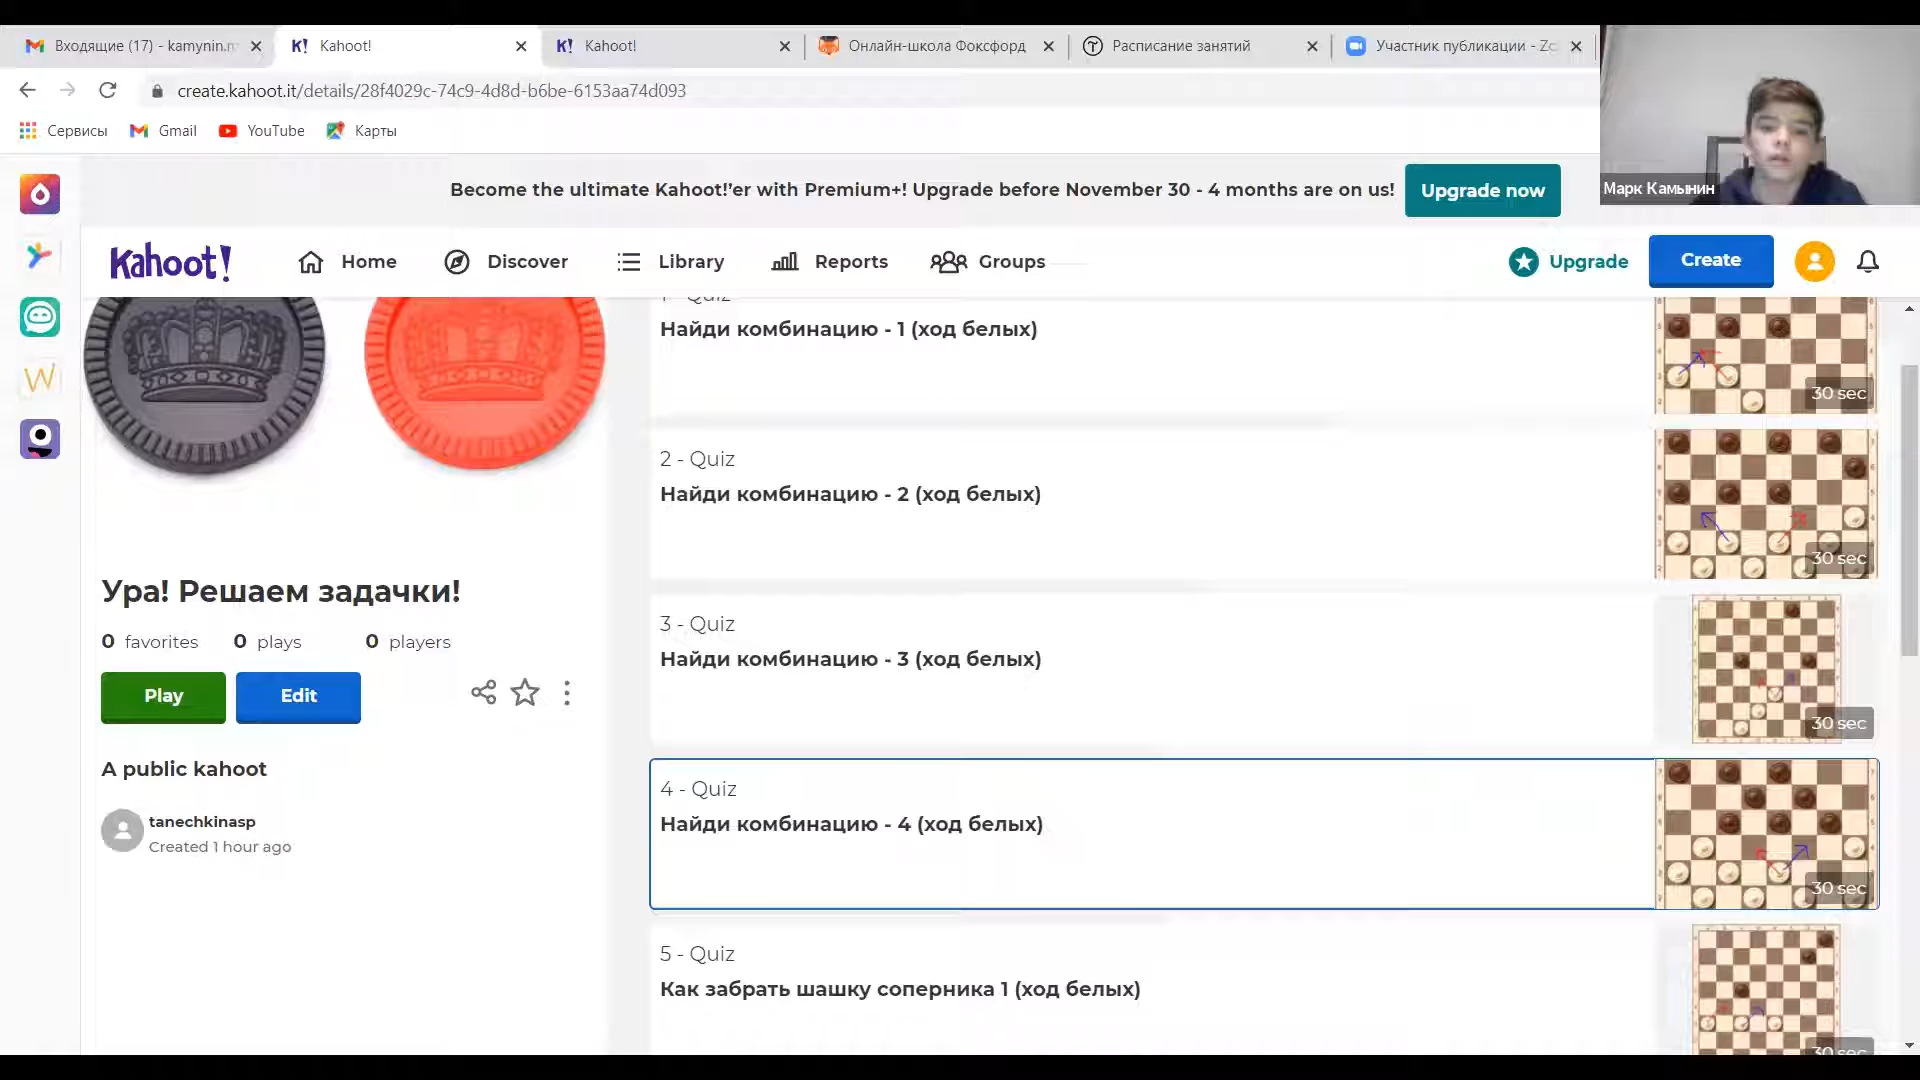 Входящие (17) - kamynin.m
Kahoot!
Kahoot!
Онлайн-школа Фоксфорд
Расписание занятий
Участник публикации - Zo
create.kahoot.it/details/28f4029c-74c9-4d8d-b6be-6153aa74d093
Сервисы
Gmail
YouTube
Карты
Марк Камынин
Become the ultimate Kahoot!'er with Premium+! Upgrade before November 30 - 4 months are on us!
Upgrade now
Kahoot!
Home
Discover
Library
Reports
Groups
Upgrade
Create
1 - Quiz
Найди комбинацию - 1 (ход белых)
30 sec
2 - Quiz
Найди комбинацию - 2 (ход белых)
30 sec
3 - Quiz
Найди комбинацию - 3 (ход белых)
30 sec
4 - Quiz
Найди комбинацию - 4 (ход белых)
30 sec
5 - Quiz
Как забрать шашку соперника 1 (ход белых)
30 sec
Ура! Решаем задачки!
0 favorites
0 plays
0 players
Play
Edit
A public kahoot
tanechkinasp
Created 1 hour ago